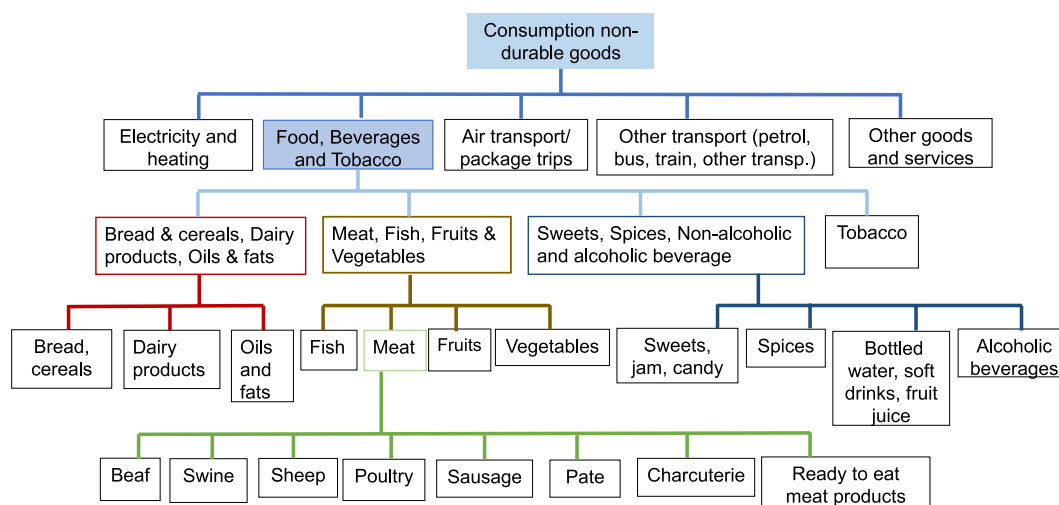 Consumption non-
durable goods
Electricity and
heating
Food, Beverages
and Tobacco
Air transport/
package trips
Other transport (petrol,
bus, train, other transp.)
Other goods
and services
Bread & cereals, Dairy
products, Oils & fats
Meat, Fish, Fruits &
Vegetables
Sweets, Spices, Non-alcoholic
and alcoholic beverage
Tobacco
Bread,
cereals
Dairy
products
Oils
and
fats
Fish
Meat
Fruits
Vegetables
Sweets,
jam, candy
Spices
Bottled
water, soft
drinks, fruit
juice
Alcoholic
beverages
Beaf
Swine
Sheep
Poultry
Sausage
Pate
Charcuterie
Ready to eat
meat products